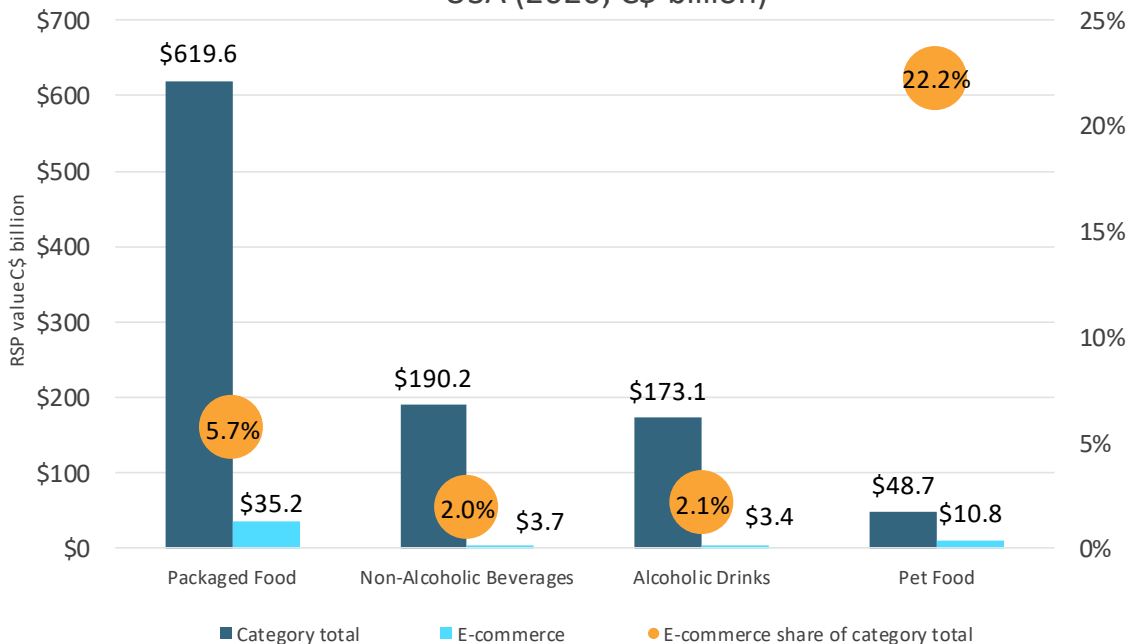 USA (2020, C$ billion)
$700
$600
$500
$400
$300
$200
$100
$0
RSP value C$ billion
25%
20%
15%
10%
5%
0%
$619.6
5.7%
$35.2
$190.2
2.0%
$3.7
$173.1
2.1%
$3.4
22.2%
$48.7
$10.8
Packaged Food
Non-Alcoholic Beverages
Alcoholic Drinks
Pet Food
Category total
E-commerce
E-commerce share of category total